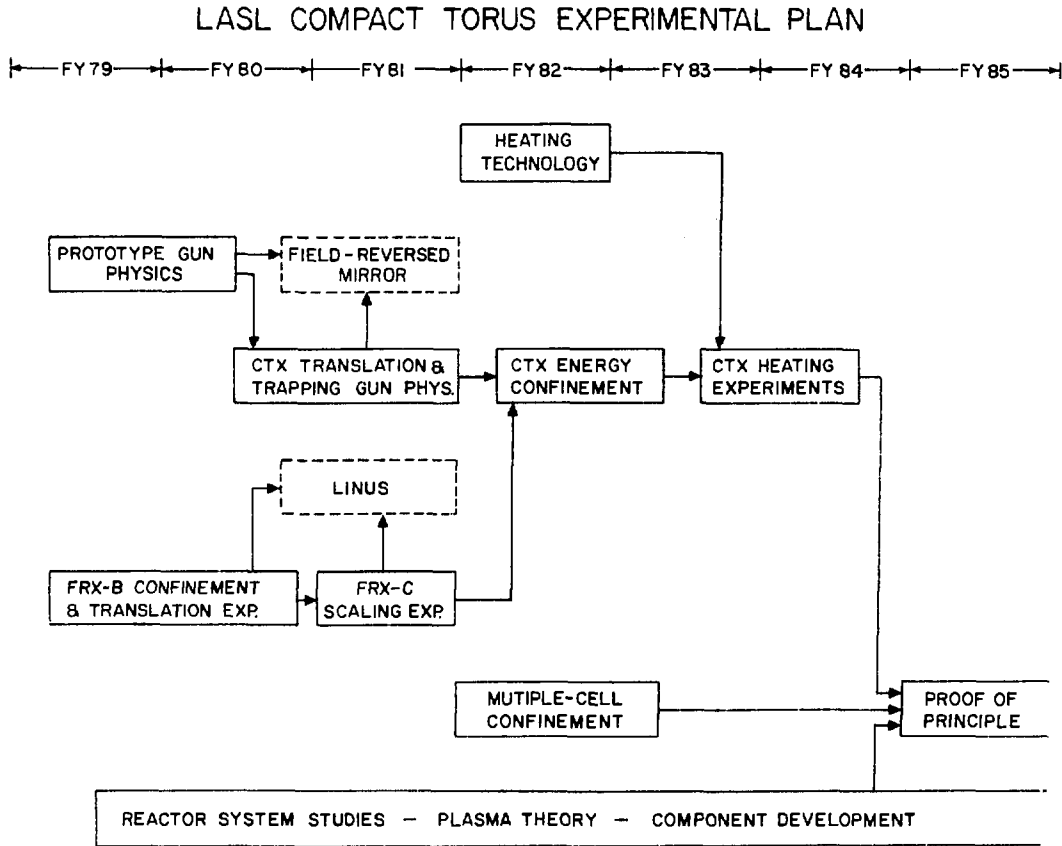 LASL COMPACT TORUS EXPERIMENTAL PLAN
FY 79 FY 80 FY 81 FY 82 FY 83 FY 84 FY 85
HEATING
TECHNOLOGY
PROTOTYPE GUN
PHYSICS
FIELD-REVERSED
MIRROR
CTX TRANSLATION &
TRAPPING GUN PHYS.
CTX ENERGY
CONFINEMENT
CTX HEATING
EXPERIMENTS
LINUS
FRX-B CONFINEMENT
& TRANSLATION EXP.
FRX-C
SCALING EXP.
MUTIPLE-CELL
CONFINEMENT
PROOF OF
PRINCIPLE
REACTOR SYSTEM STUDIES — PLASMA THEORY — COMPONENT DEVELOPMENT